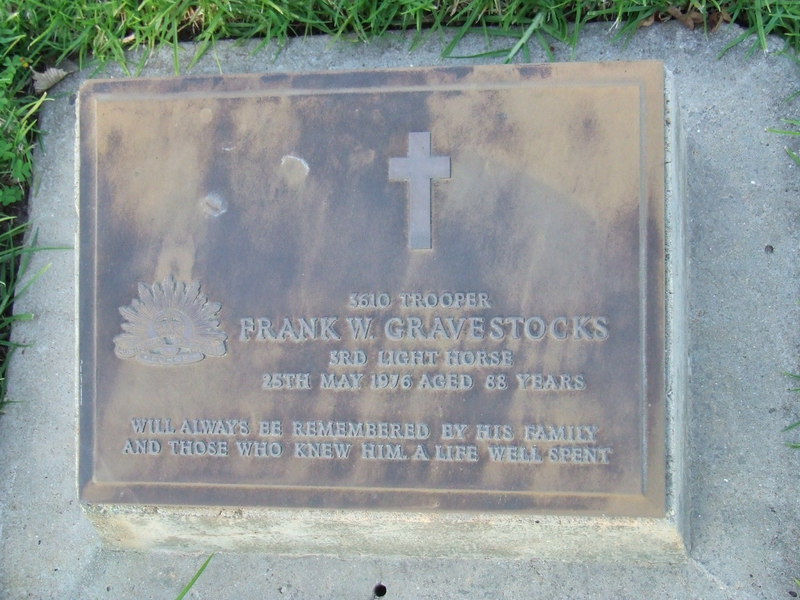 3610 TROOPER
FRANK W. GRAVESTOCKS
3RD LIGHT HORSE
25TH MAY 1976 AGED 88 YEARS
WILL ALWAYS BE REMEMBERED BY HIS FAMILY
AND THOSE WHO KNEW HIM. A LIFE WELL SPENT